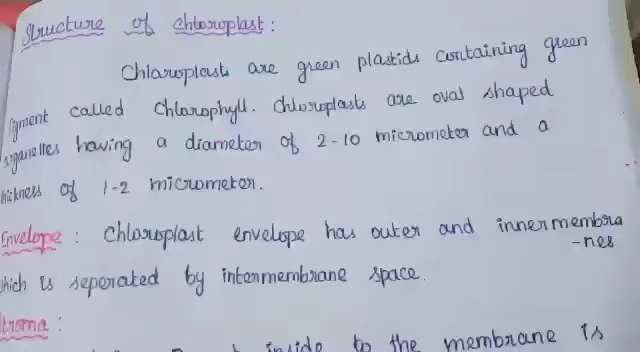 Structure of chloroplast :
Chloroplasts are green plastids containing green
pigment called Chlorophyll. Chloroplasts are oval shaped
organelles having a diameter of 2-10 micrometer and a
thickness of 1-2 micrometer.
Envelope : Chloroplast envelope has outer and inner membra
-nes
which is seperated by intermembrane space.
Stroma :
inside to the membrane is